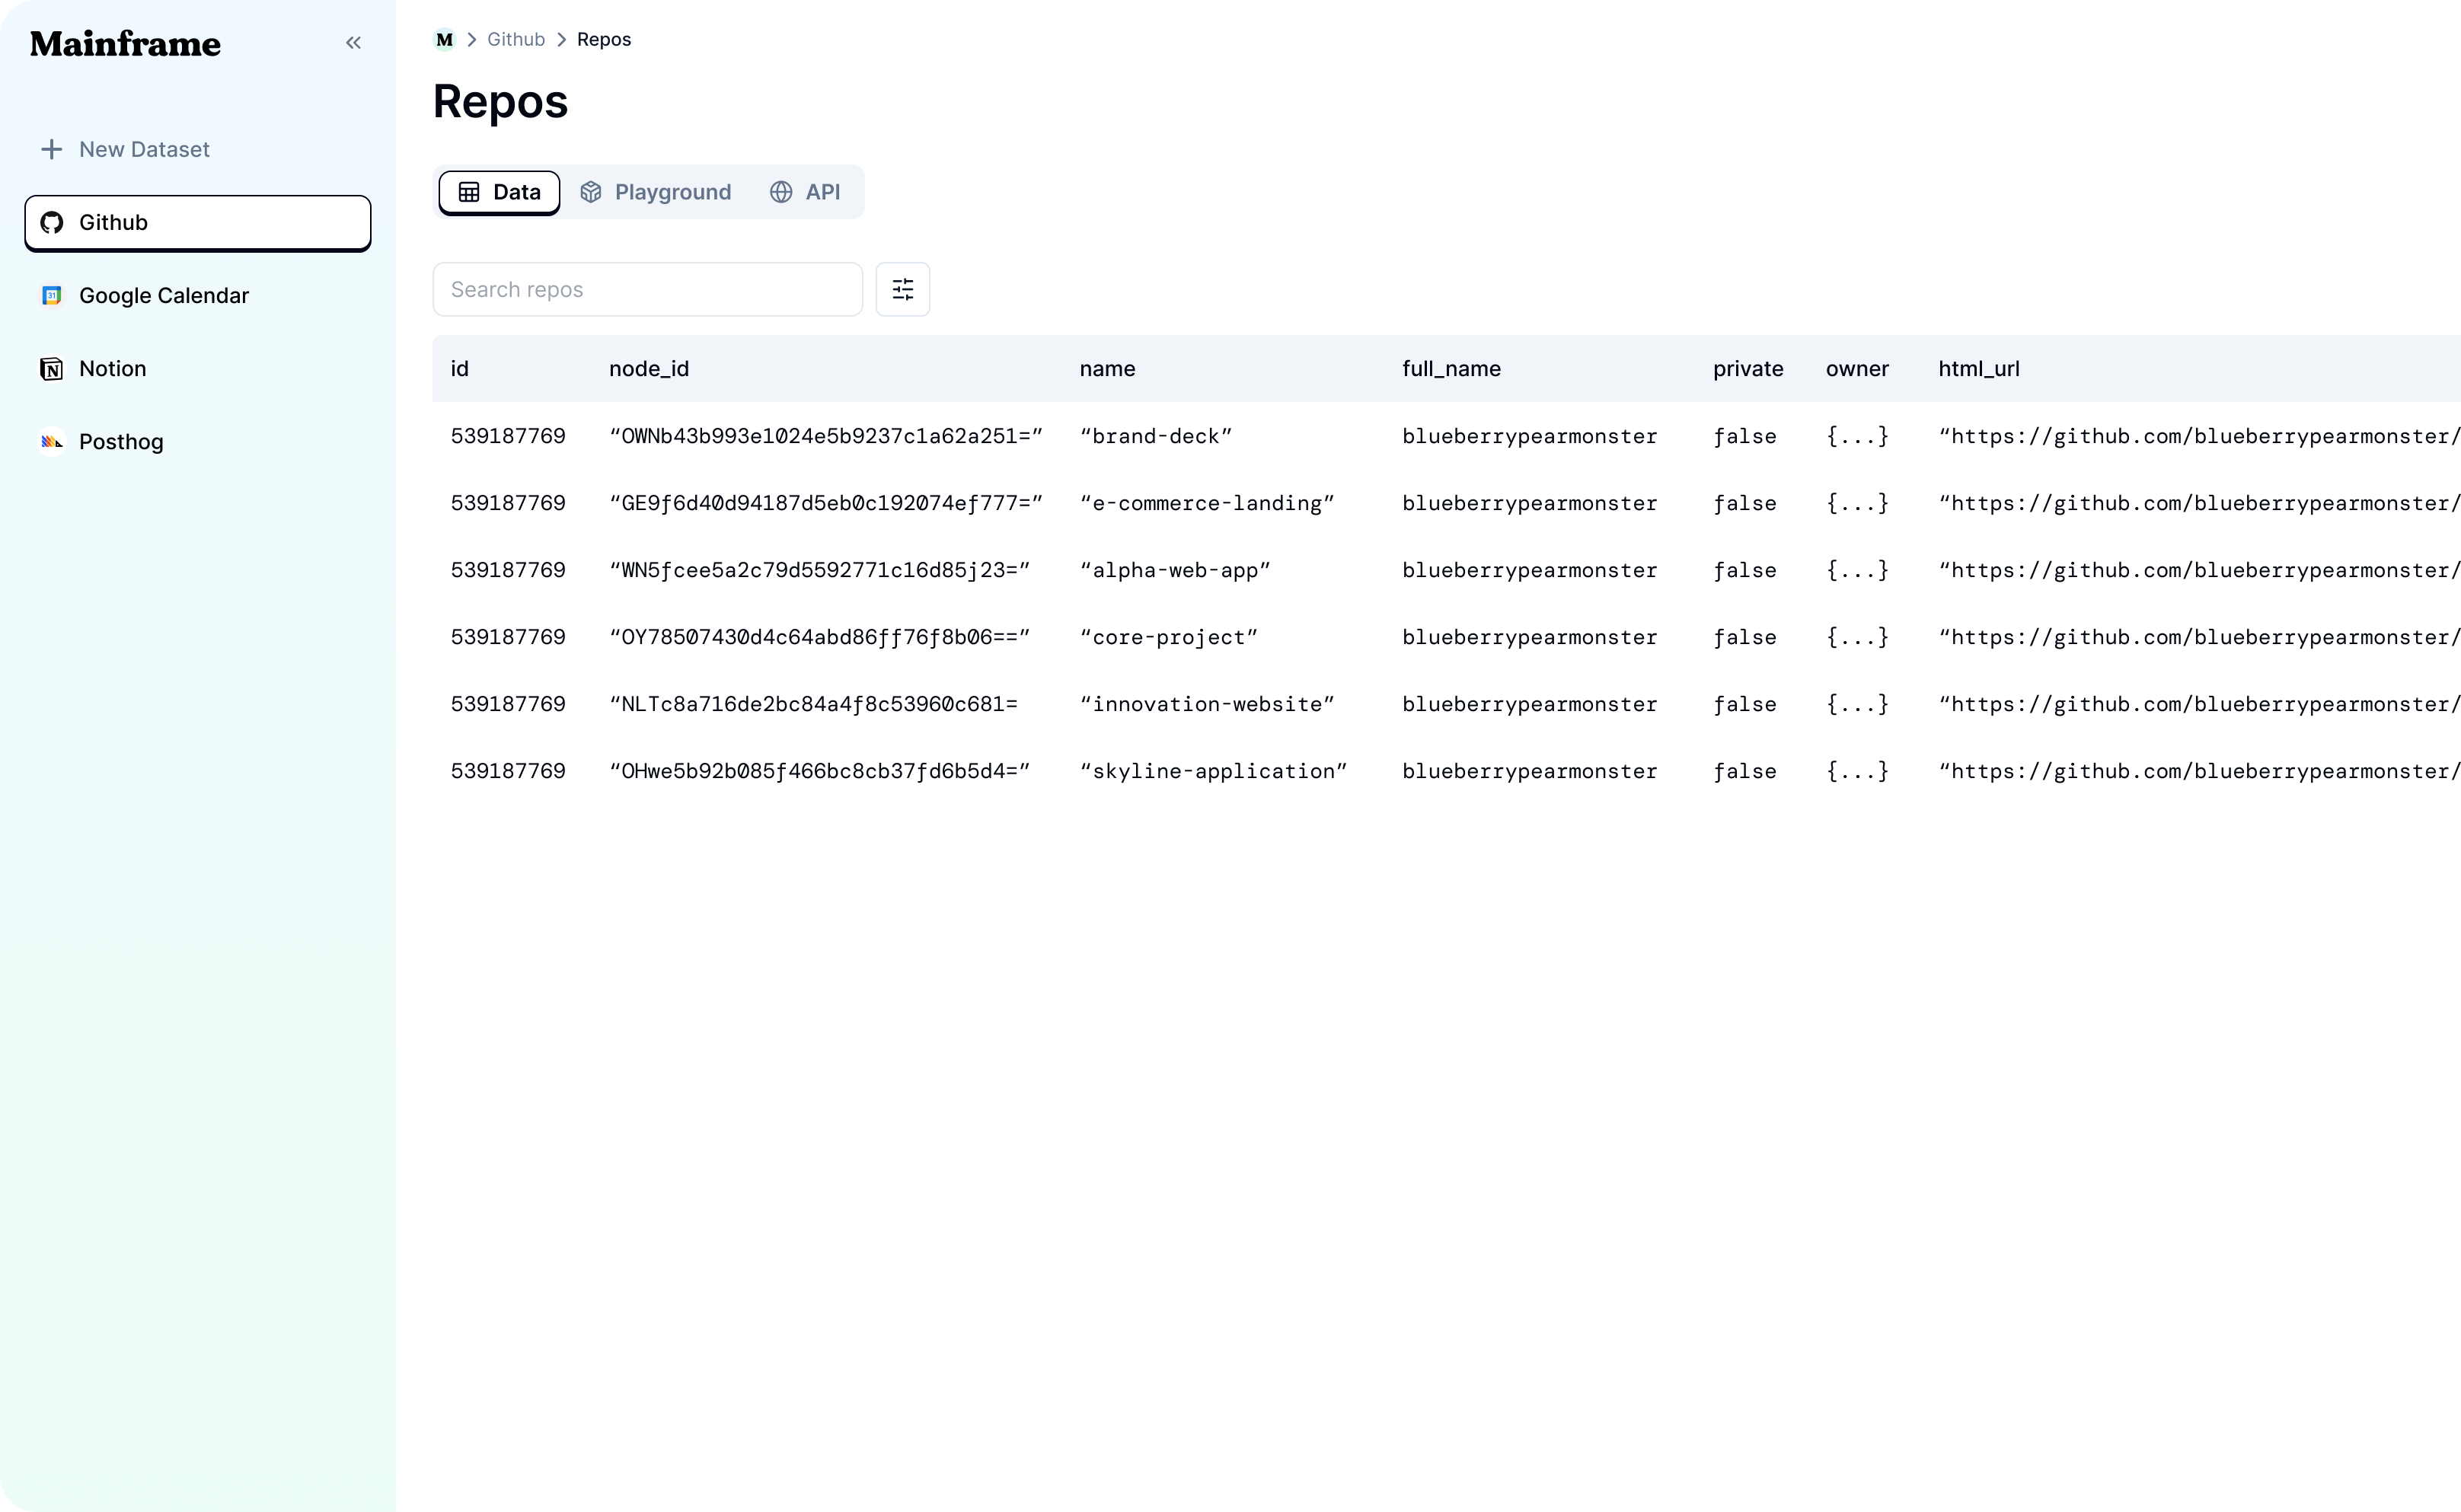 Mainframe
New Dataset
Github
Google Calendar
31
Notion
Posthog
M > Github > Repos
Repos
Data Playground API
Search repos
id node_id name full_name private owner html_url
539187769 “OWNb43b993e1024e5b9237c1a62a251=” “brand-deck” blueberrypearmonster false {...} “https://github.com/blueberrypearmonster/
539187769 “GE9f6d40d94187d5eb0c192074ef777=” “e-commerce-landing” blueberrypearmonster false {...} “https://github.com/blueberrypearmonster/
539187769 “WN5fcee5a2c79d5592771c16d85j23=” “alpha-web-app” blueberrypearmonster false {...} “https://github.com/blueberrypearmonster/
539187769 “OY78507430d4c64abd86ff76f8b06==” “core-project” blueberrypearmonster false {...} “https://github.com/blueberrypearmonster/
539187769 “NLTc8a716de2bc84a4f8c53960c681= “innovation-website” blueberrypearmonster false {...} “https://github.com/blueberrypearmonster/
539187769 “OHwe5b92b085f466bc8cb37fd6b5d4=” “skyline-application” blueberrypearmonster false {...} “https://github.com/blueberrypearmonster/